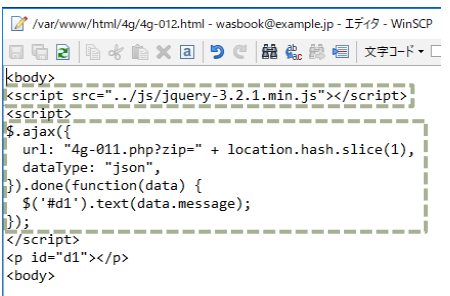 /var/www/html/4g/4g-012.html - wasbook@example.jp - エディタ - WinSCP
文字コード
<body>
<script src="../js/jquery-3.2.1.min.js"></script>
<script>
$.ajax({
  url: "4g-011.php?zip=" + location.hash.slice(1),
  dataType: "json",
}).done(function(data) {
  $('#d1').text(data.message);
});
</script>
<p id="d1"></p>
<body>